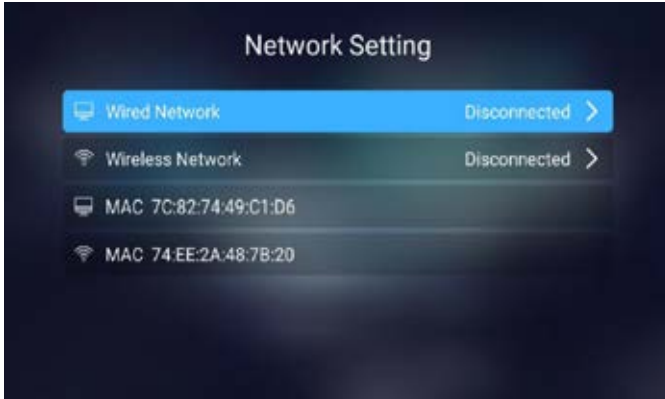 Network Setting
Wired Network Disconnected
Wireless Network Disconnected
MAC 7C:82:74:49:C1:D6
MAC 74:EE:2A:48:7B:20